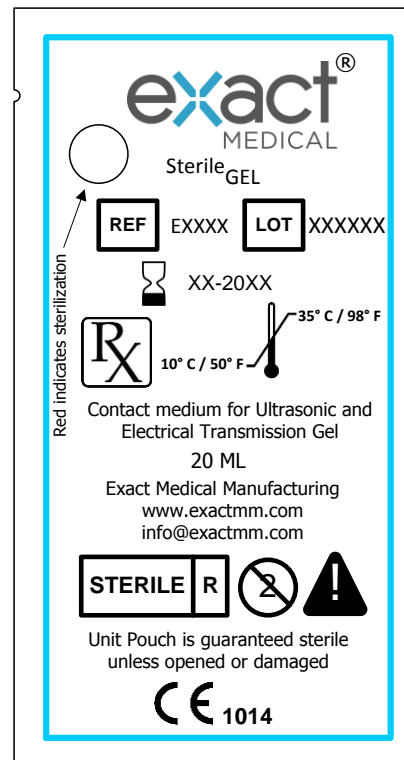 exact®
MEDICAL
Sterile GEL
Red indicates sterilization
REF EXXXX LOT XXXXXX
XX-20XX
Rx
35° C / 98° F
10° C / 50° F
Contact medium for Ultrasonic and
Electrical Transmission Gel
20 ML
Exact Medical Manufacturing
www.exactmm.com
info@exactmm.com
STERILE R 2 !
Unit Pouch is guaranteed sterile
unless opened or damaged
CE 1014